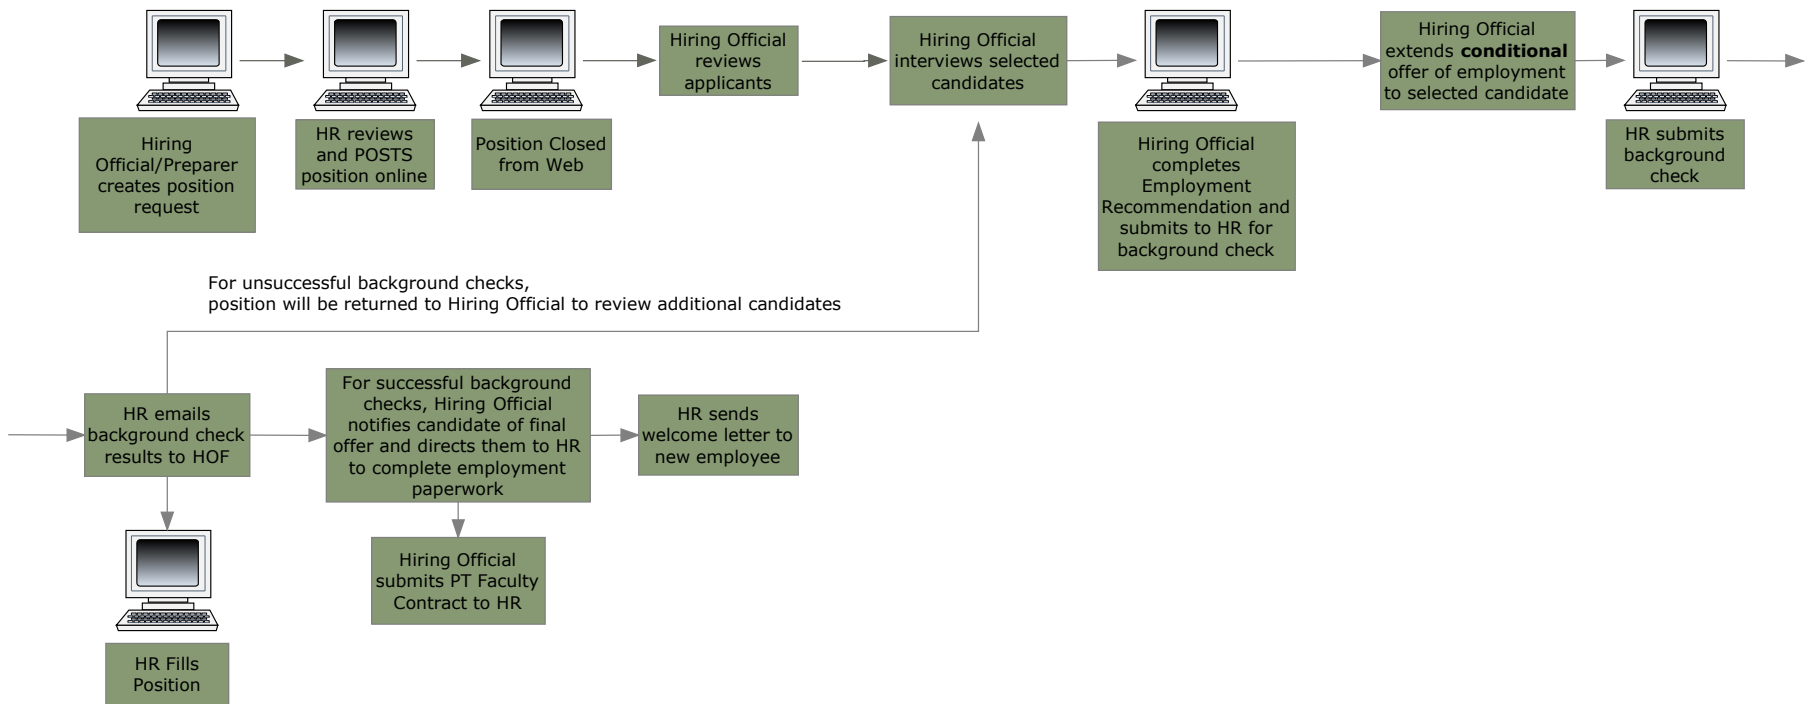 Hiring
Official/Preparer
creates position
request
HR reviews
and POSTS
position online
Position Closed
from Web
Hiring Official
reviews
applicants
Hiring Official
interviews selected
candidates
Hiring Official
completes
Employment
Recommendation and
submits to HR for
background check
Hiring Official
extends conditional
offer of employment
to selected candidate
HR submits
background
check
For unsuccessful background checks,
position will be returned to Hiring Official to review additional candidates
HR emails
background check
results to HOF
For successful background
checks, Hiring Official
notifies candidate of final
offer and directs them to HR
to complete employment
paperwork
HR sends
welcome letter to
new employee
Hiring Official
submits PT Faculty
Contract to HR
HR Fills
Position